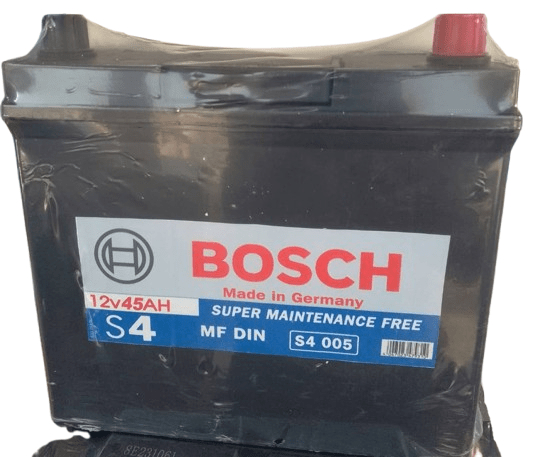 BOSCH
Made in Germany
12v45AH
SUPER MAINTENANCE FREE
S4
MF DIN
S4 005